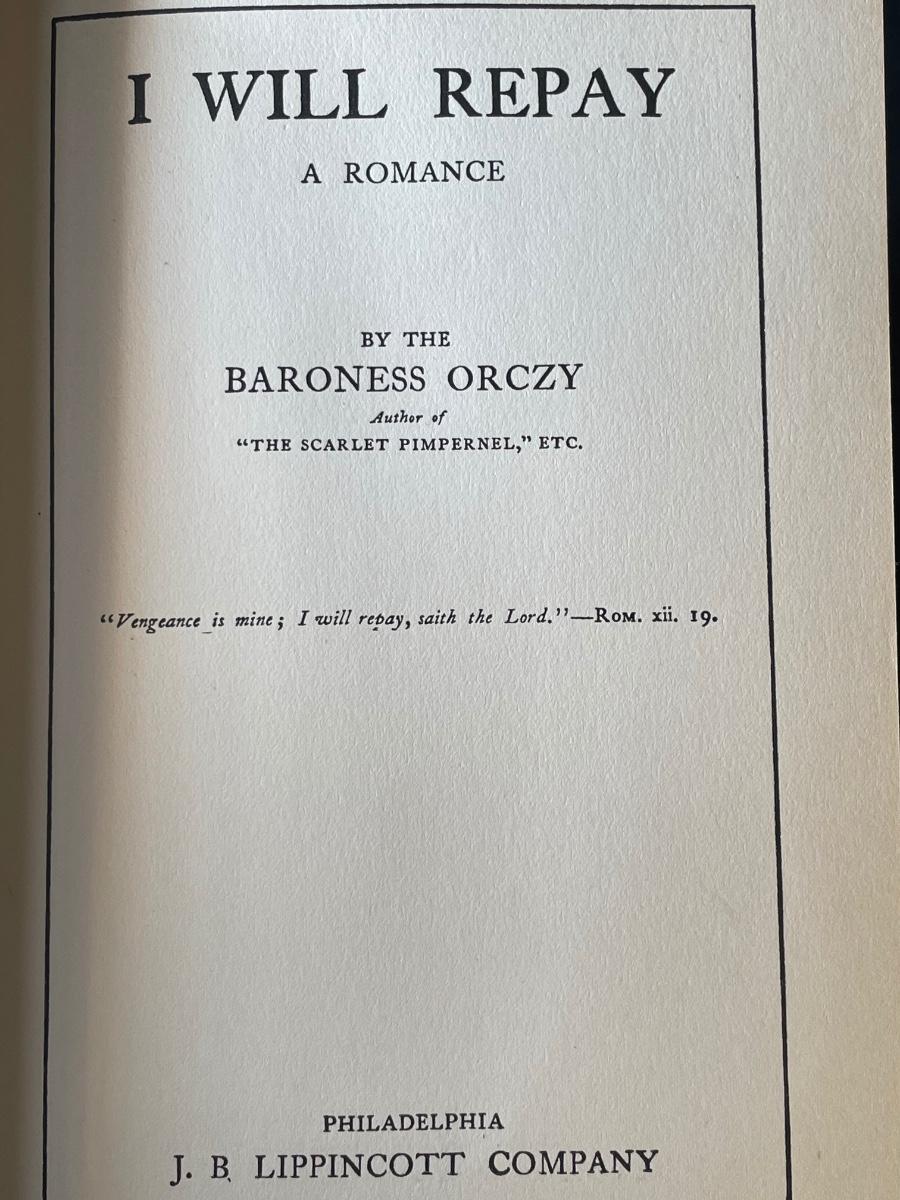 I WILL REPAY
A ROMANCE
BY THE
BARONESS ORCZY
Author of
“THE SCARLET PIMPERNEL,” ETC.
“Vengeance is mine; I will repay, saith the Lord.”—ROM. xii. 19.
PHILADELPHIA
J. B. LIPPINCOTT COMPANY